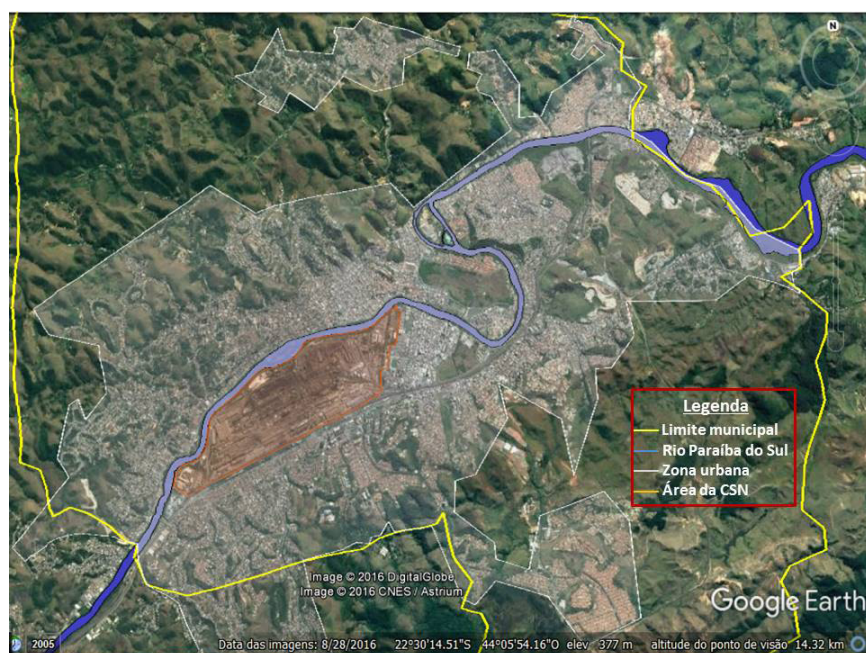 N
Legenda
Limite municipal
Rio Paraíba do Sul
Zona urbana
Área da CSN
Image © 2016 DigitalGlobe
Image © 2016 CNES / Astrium
Google Earth
2005
Data das imagens: 8/28/2016 22°30'14.51"S 44°05'54.16"O elev 377 m altitude do ponto de visão 14.32 km